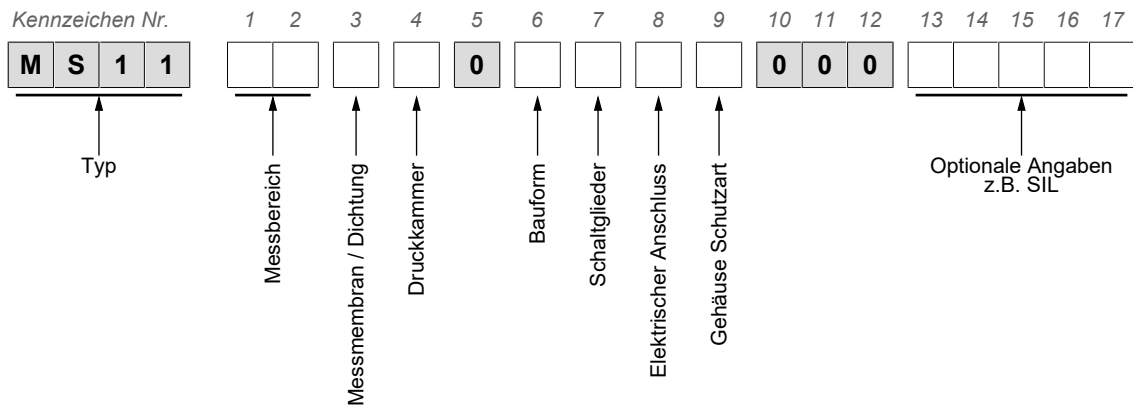 Kennzeichen Nr. 1 2 3 4 5 6 7 8 9 10 11 12 13 14 15 16 17
M S 1 1 0 0 0 0
Typ
Messbereich
Messmembran / Dichtung
Druckkammer
Bauform
Schaltglieder
Elektrischer Anschluss
Gehäuse Schutzart
Optionale Angaben
z.B. SIL